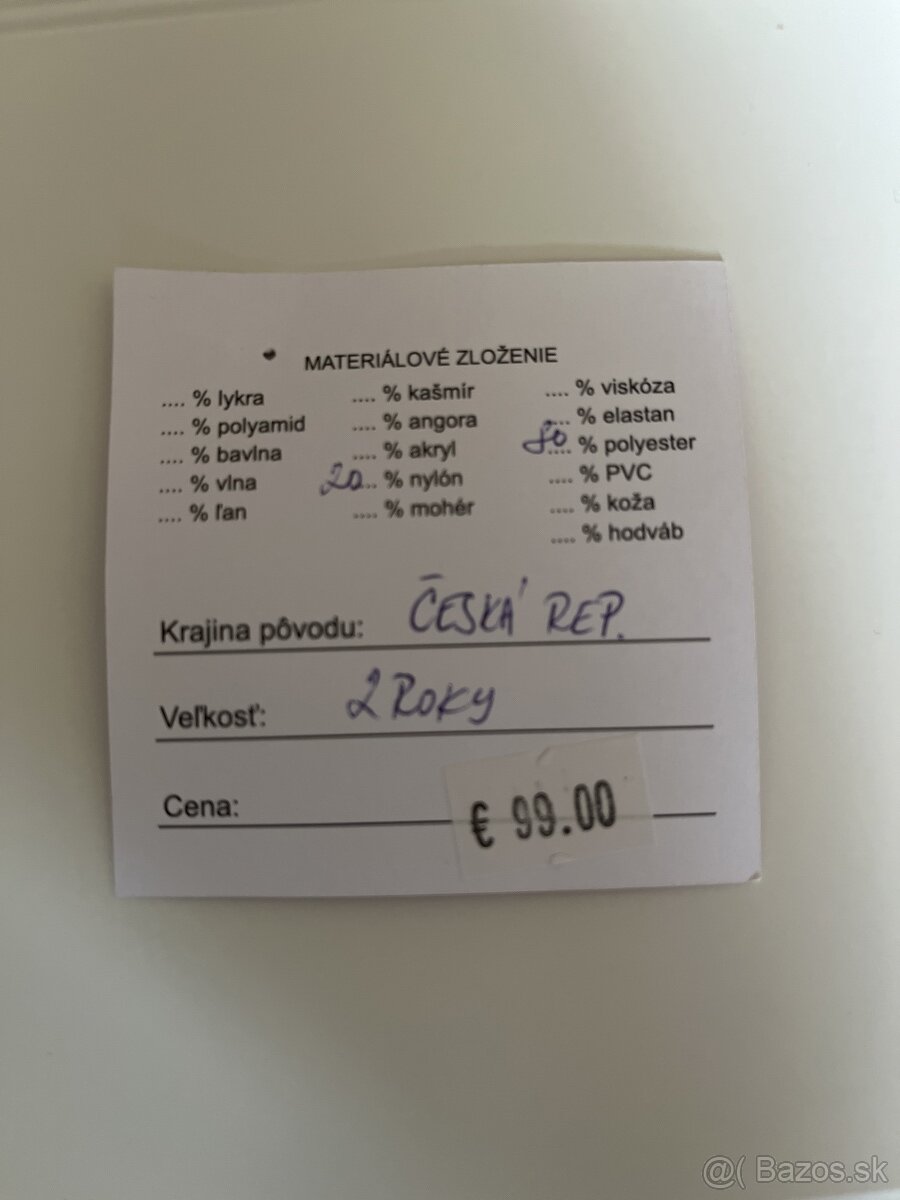 MATERIÁLOVÉ ZLOŽENIE
.... % lykra
.... % polyamid
.... % bavlna
.... % vlna
.... % ľan
.... % kašmír
.... % angora
.... % akryl
20... % nylón
.... % mohér
.... % viskóza
.... % elastan
80.... % polyester
.... % PVC
.... % koža
.... % hodváb
Krajina pôvodu: ČESKÁ REP.
Veľkosť: 2 ROKY
Cena: € 99.00
@( Bazos.sk